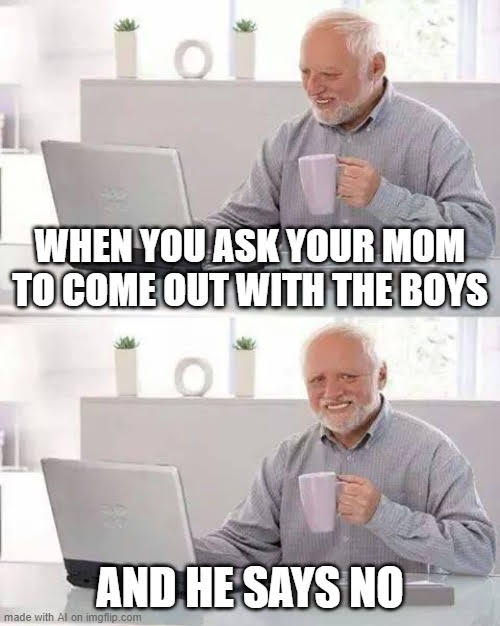 WHEN YOU ASK YOUR MOM
TO COME OUT WITH THE BOYS
AND HE SAYS NO
made with AI on imgflip.com